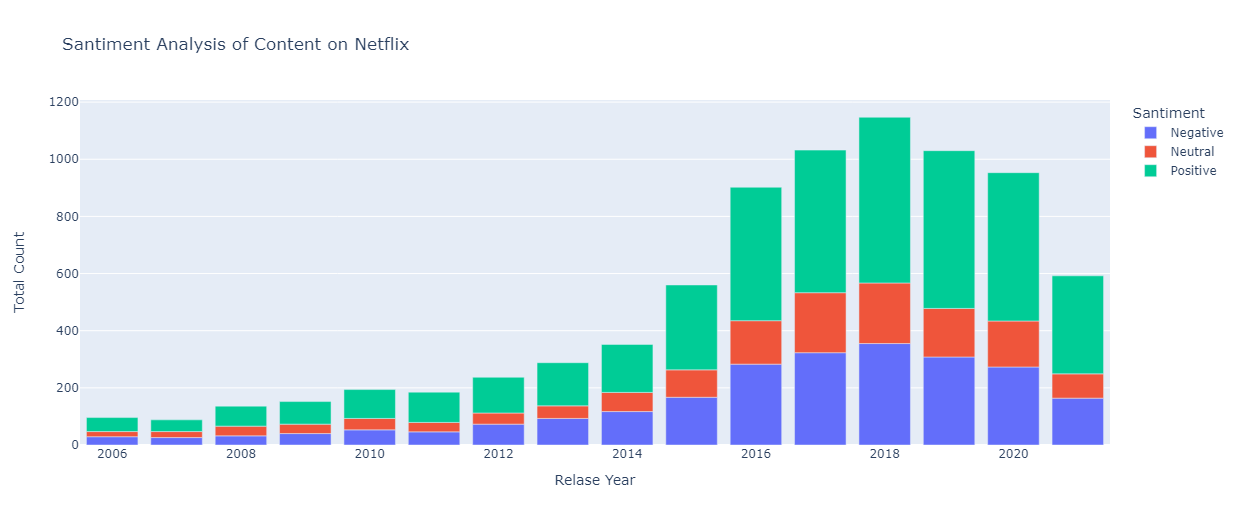 Santiment Analysis of Content on Netflix
1200
1000
800
600
400
200
0
Total Count
2006
2008
2010
2012
2014
2016
2018
2020
Relase Year
Santiment
Negative
Neutral
Positive